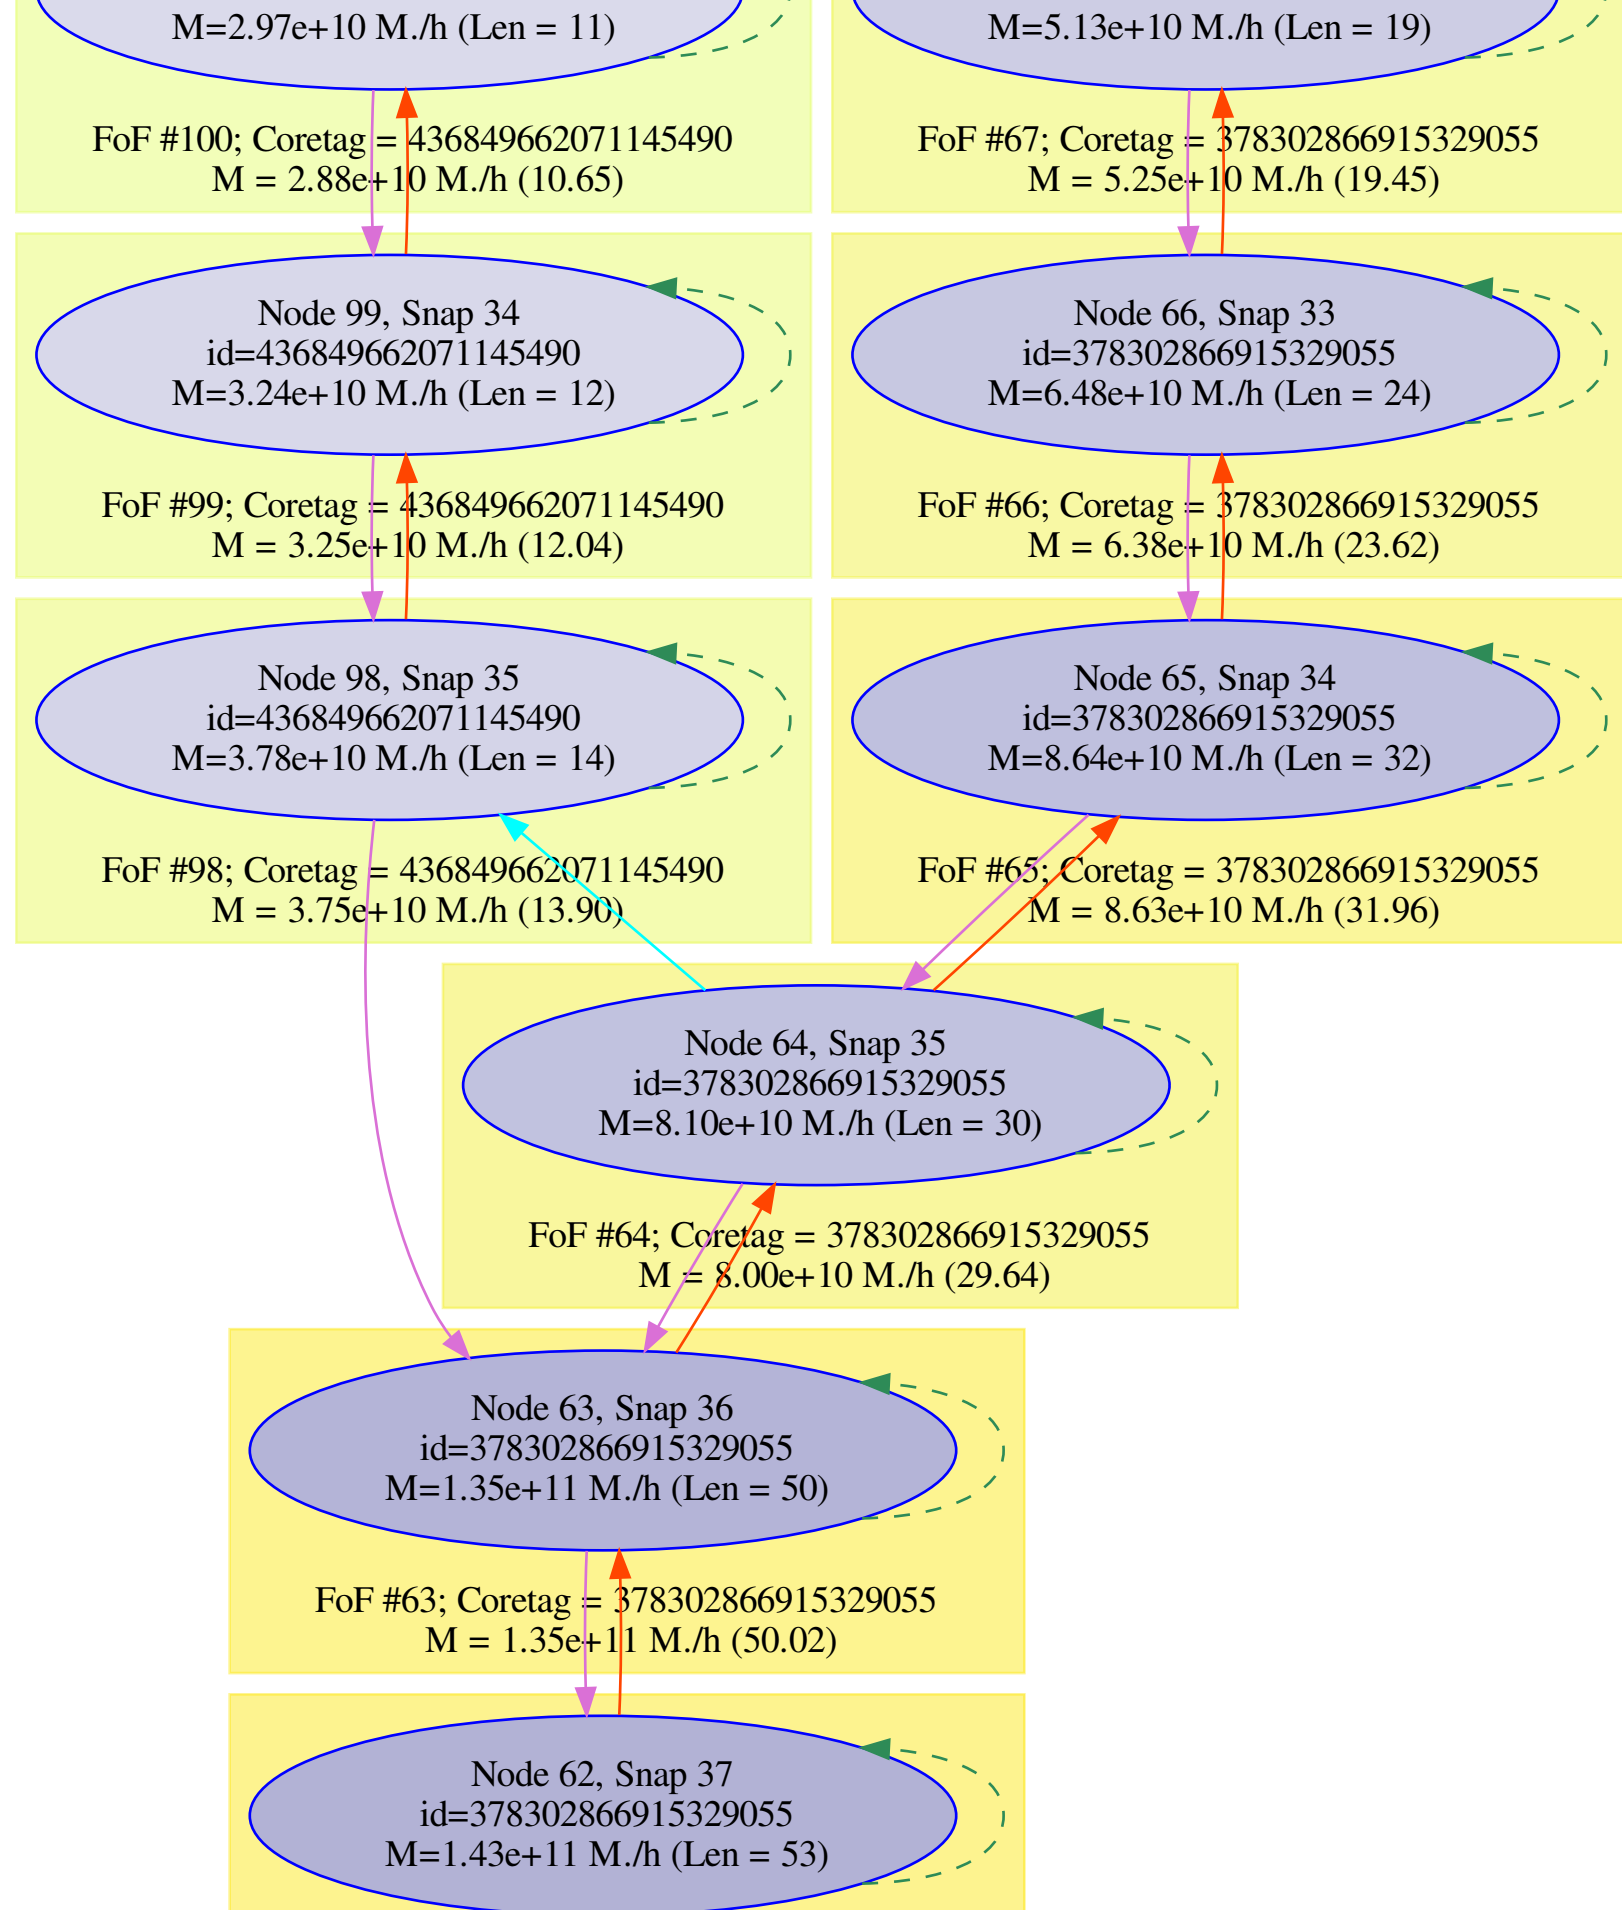 M=2.97e+10 M./h (Len = 11)
FoF #100; Coretag = 436849662071145490
M = 2.88e+10 M./h (10.65)
M=5.13e+10 M./h (Len = 19)
FoF #67; Coretag = 378302866915329055
M = 5.25e+10 M./h (19.45)
Node 99, Snap 34
id=436849662071145490
M=3.24e+10 M./h (Len = 12)
FoF #99; Coretag = 436849662071145490
M = 3.25e+10 M./h (12.04)
Node 66, Snap 33
id=378302866915329055
M=6.48e+10 M./h (Len = 24)
FoF #66; Coretag = 378302866915329055
M = 6.38e+10 M./h (23.62)
Node 98, Snap 35
id=436849662071145490
M=3.78e+10 M./h (Len = 14)
FoF #98; Coretag = 436849662071145490
M = 3.75e+10 M./h (13.90)
Node 65, Snap 34
id=378302866915329055
M=8.64e+10 M./h (Len = 32)
FoF #65; Coretag = 378302866915329055
M = 8.63e+10 M./h (31.96)
Node 64, Snap 35
id=378302866915329055
M=8.10e+10 M./h (Len = 30)
FoF #64; Coretag = 378302866915329055
M = 8.00e+10 M./h (29.64)
Node 63, Snap 36
id=378302866915329055
M=1.35e+11 M./h (Len = 50)
FoF #63; Coretag = 378302866915329055
M = 1.35e+11 M./h (50.02)
Node 62, Snap 37
id=378302866915329055
M=1.43e+11 M./h (Len = 53)